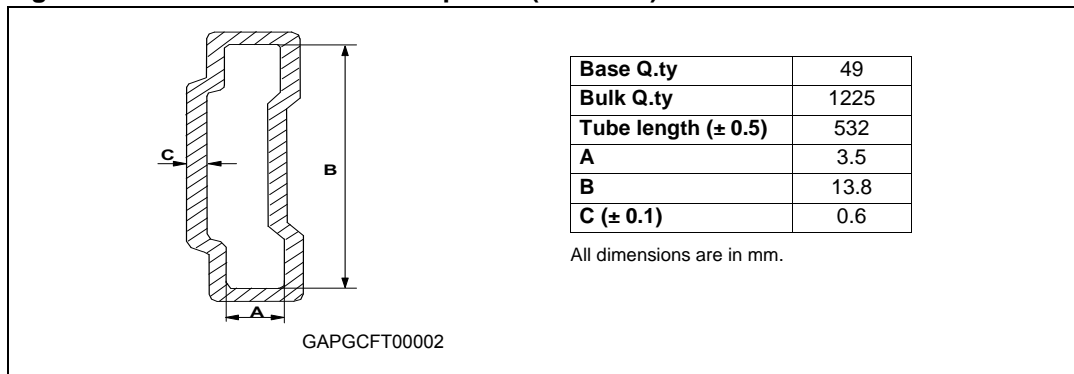 C
B
A
GAPGCFT00002
Base Q.ty 49
Bulk Q.ty 1225
Tube length (± 0.5) 532
A 3.5
B 13.8
C (± 0.1) 0.6
All dimensions are in mm.